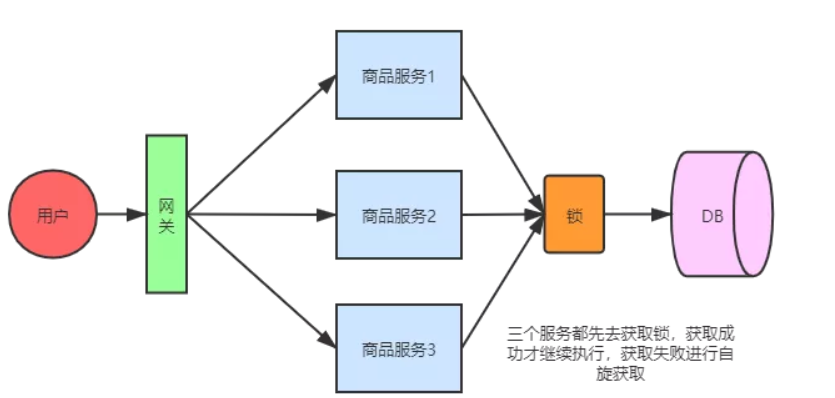 用户
网
关
商品服务1
商品服务2
商品服务3
锁
DB
三个服务都先去获取锁，获取成
功才继续执行，获取失败进行自
旋获取